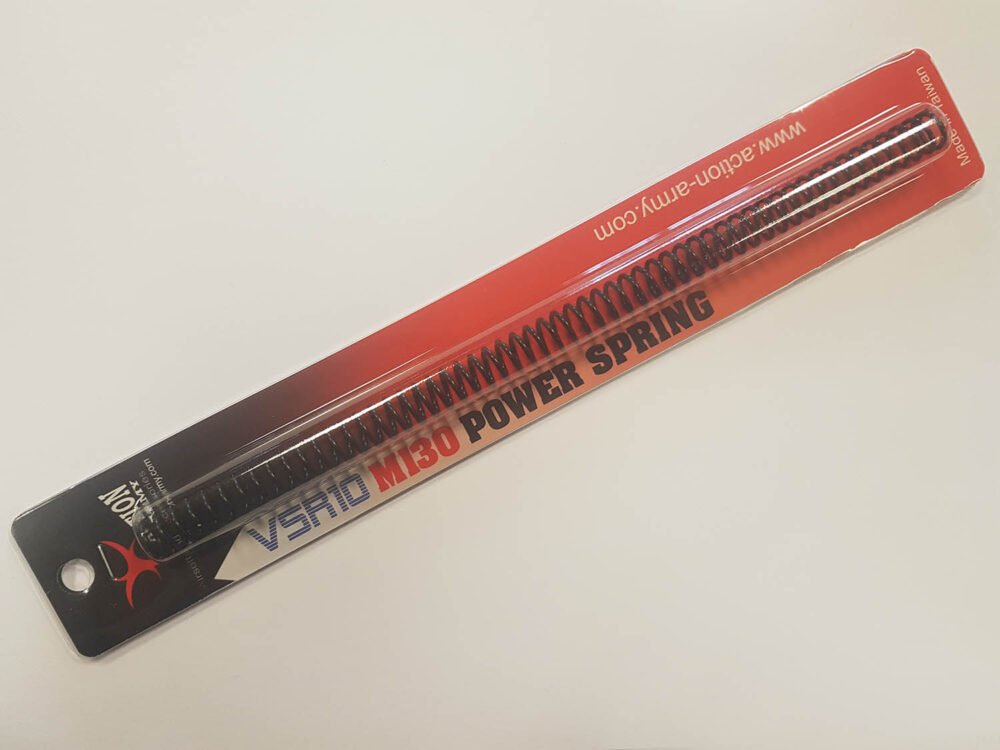 VSR10 M130 POWER SPRING
www.action-army.com
Made in Taiwan